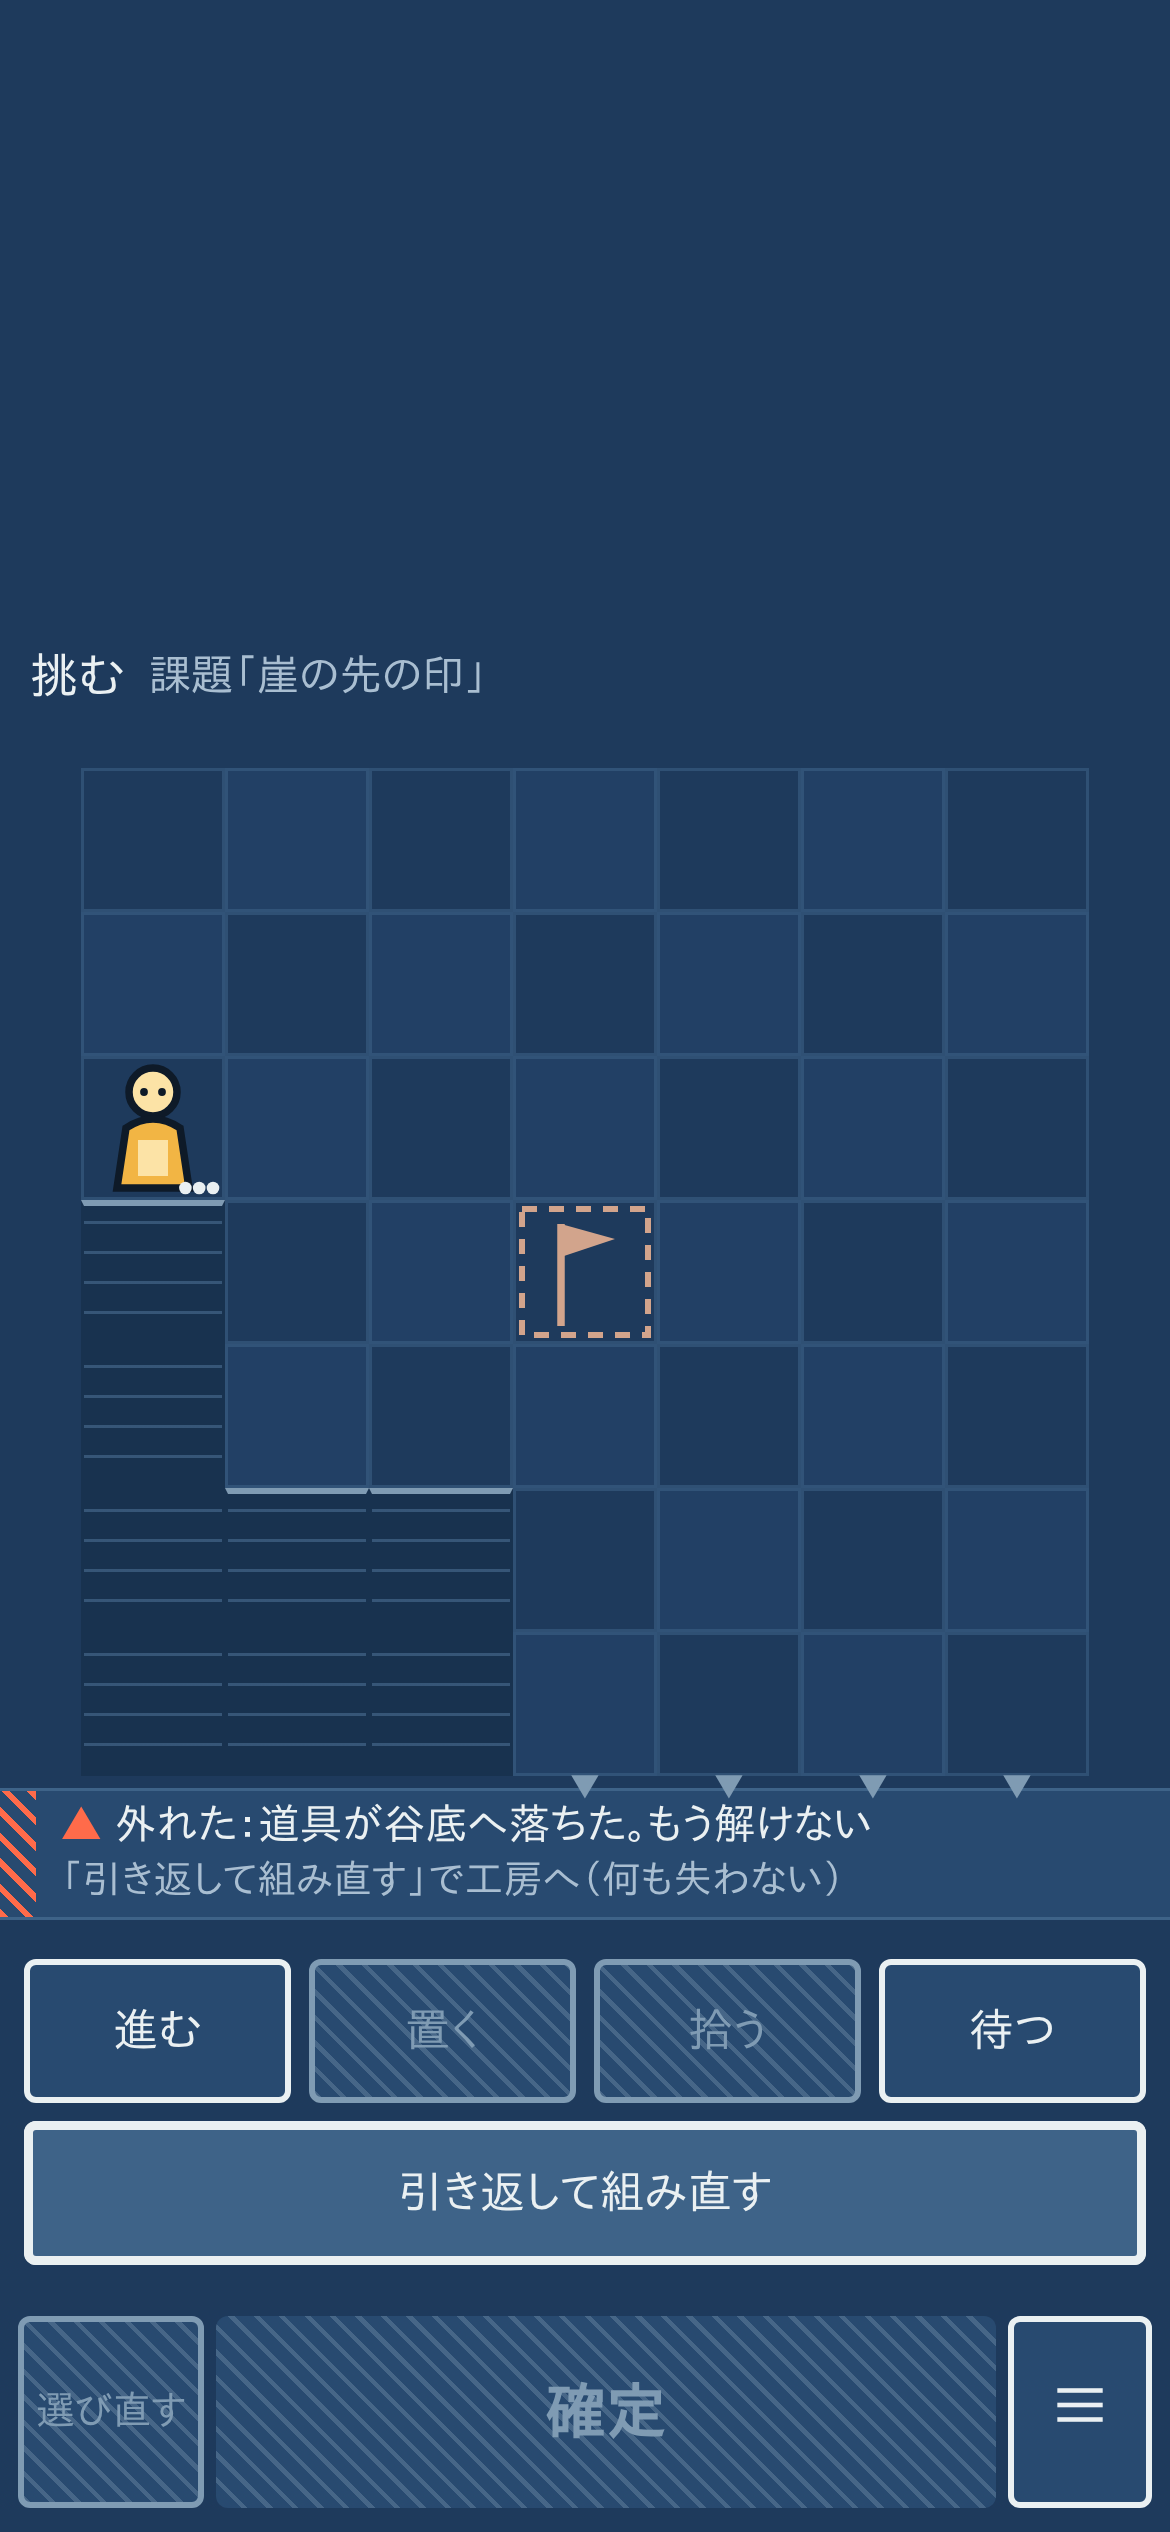 挑む 課題「崖の先の印」
外れた：道具が谷底へ落ちた。もう解けない
「引き返して組み直す」で工房へ（何も失わない）
進む 置く 拾う 待つ
引き返して組み直す
選び直す 確定